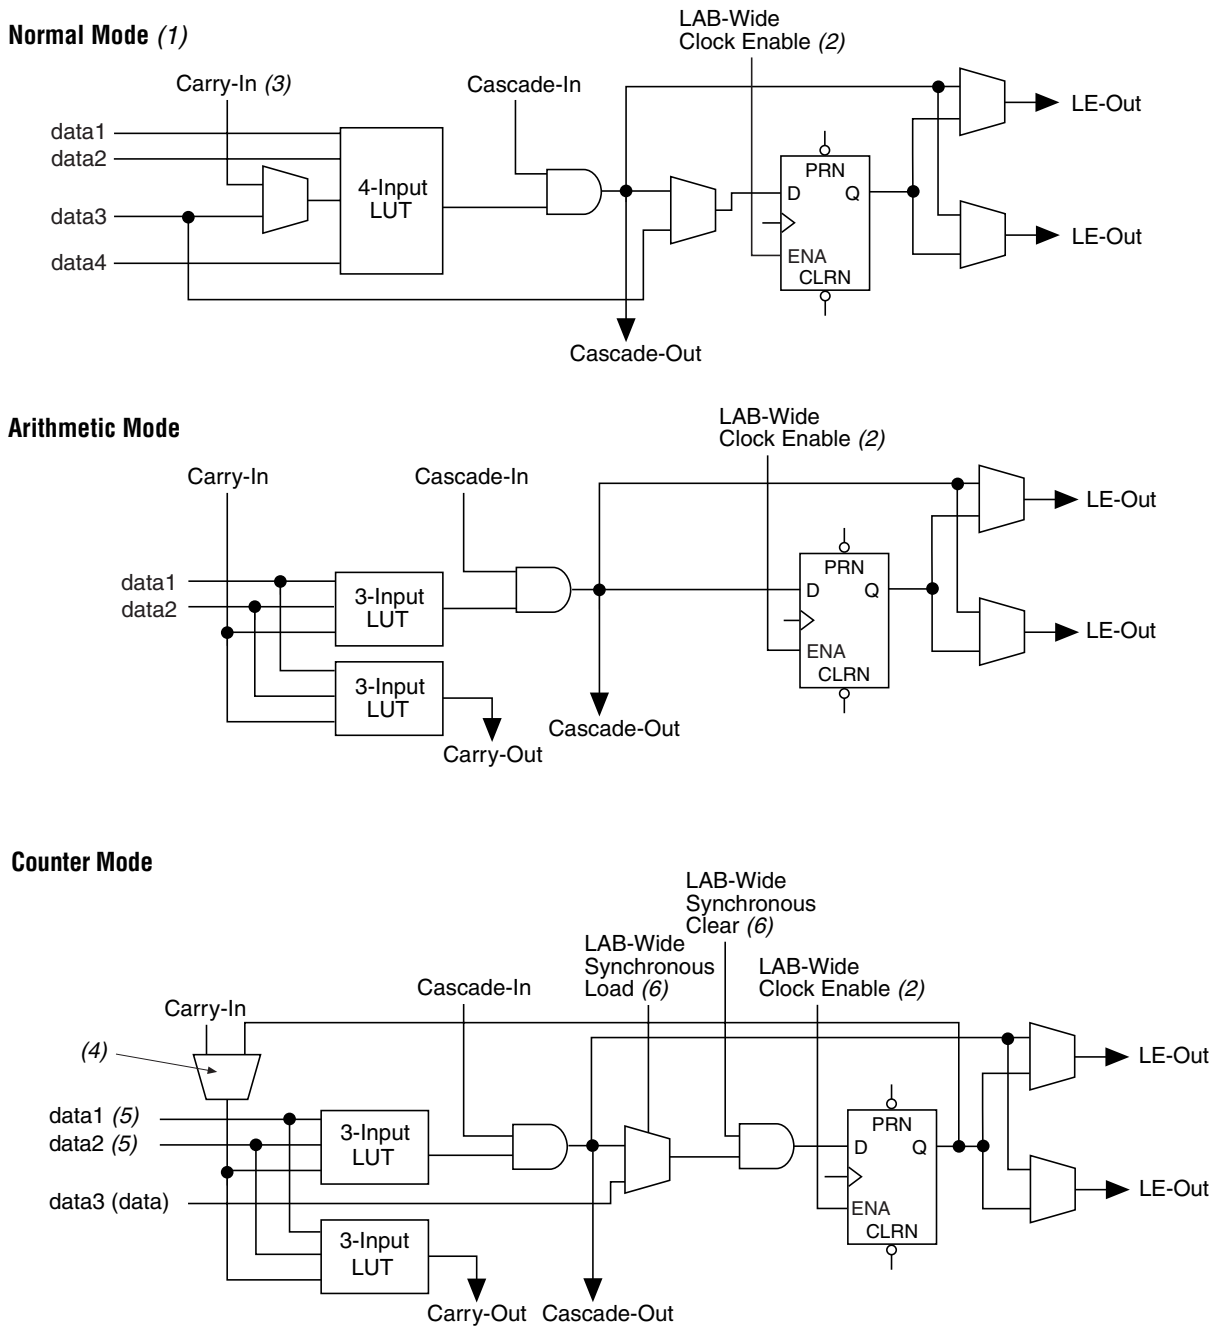 Normal Mode (1)
LAB-Wide
Clock Enable (2)
Carry-In (3)
Cascade-In
data1
data2
data3
data4
4-Input
LUT
PRN
D
Q
ENA
CLRN
LE-Out
LE-Out
Cascade-Out
Arithmetic Mode
LAB-Wide
Clock Enable (2)
Carry-In
Cascade-In
data1
data2
3-Input
LUT
3-Input
LUT
PRN
D
Q
ENA
CLRN
LE-Out
LE-Out
Cascade-Out
Carry-Out
Counter Mode
LAB-Wide
Synchronous
Clear (6)
LAB-Wide
Synchronous
Load (6)
LAB-Wide
Clock Enable (2)
Cascade-In
Carry-In
(4)
data1 (5)
data2 (5)
data3 (data)
3-Input
LUT
3-Input
LUT
PRN
D
Q
ENA
CLRN
LE-Out
LE-Out
Carry-Out
Cascade-Out